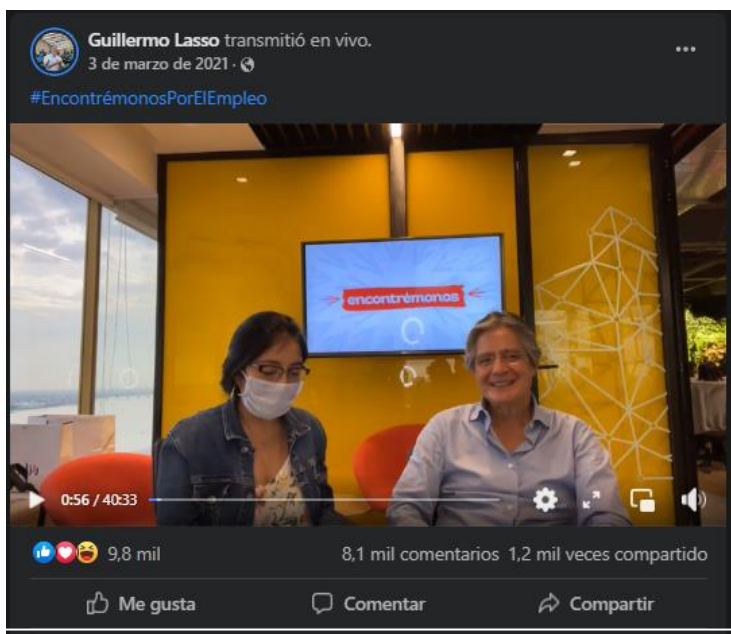 Guillermo Lasso transmitió en vivo.
3 de marzo de 2021 ·
#EncontrémonosPorElEmpleo
encontrémonos
0:56 / 40:33
9,8 mil
8,1 mil comentarios 1,2 mil veces compartido
Me gusta
Comentar
Compartir